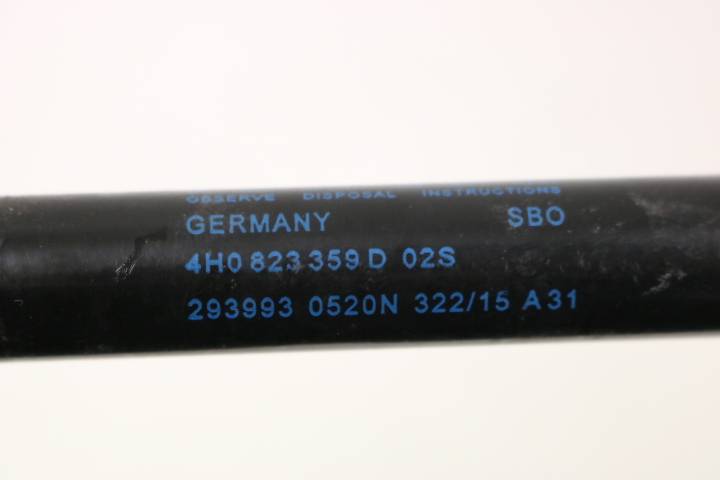 OBSERVE DISPOSAL INSTRUCTIONS
GERMANY SBO
4H0 823 359 D 02S
293993 0520N 322/15 A31